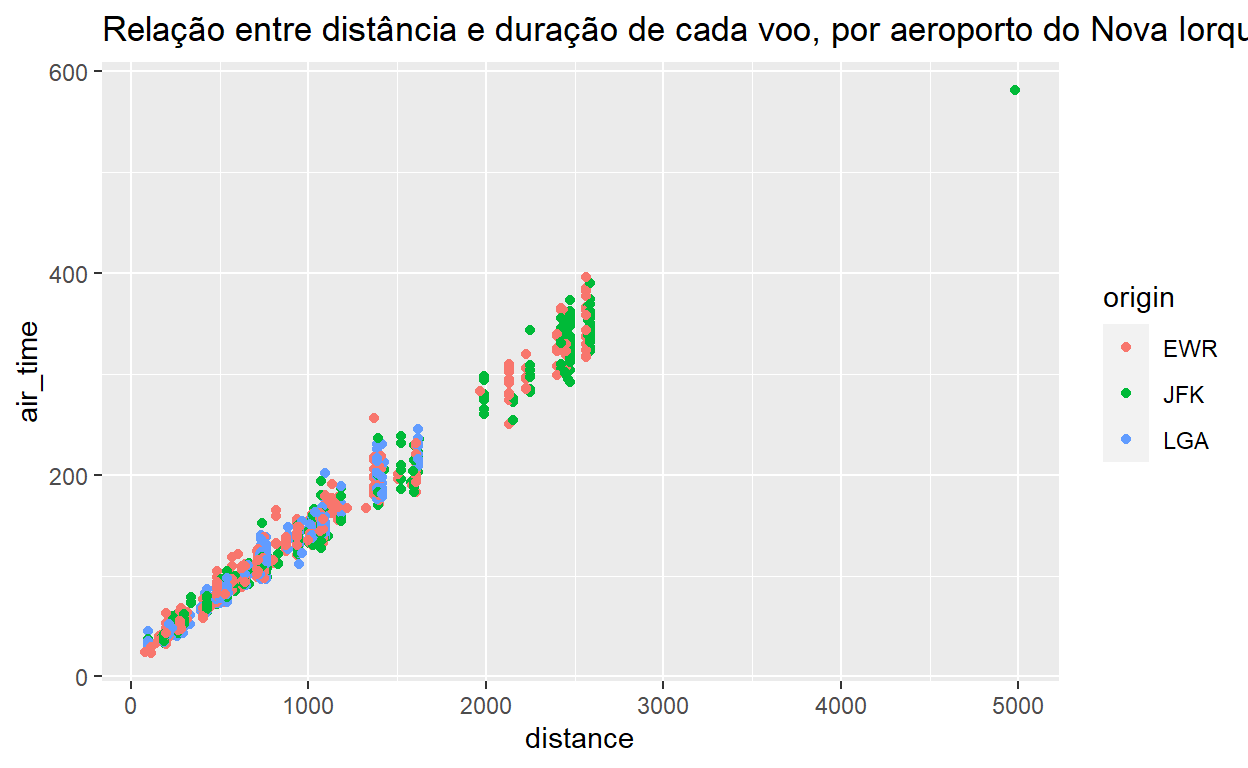 Relação entre distância e duração de cada voo, por aeroporto do Nova Iorqu
600
400
200
0
air_time
0 1000 2000 3000 4000 5000
distance
origin
EWR
JFK
LGA